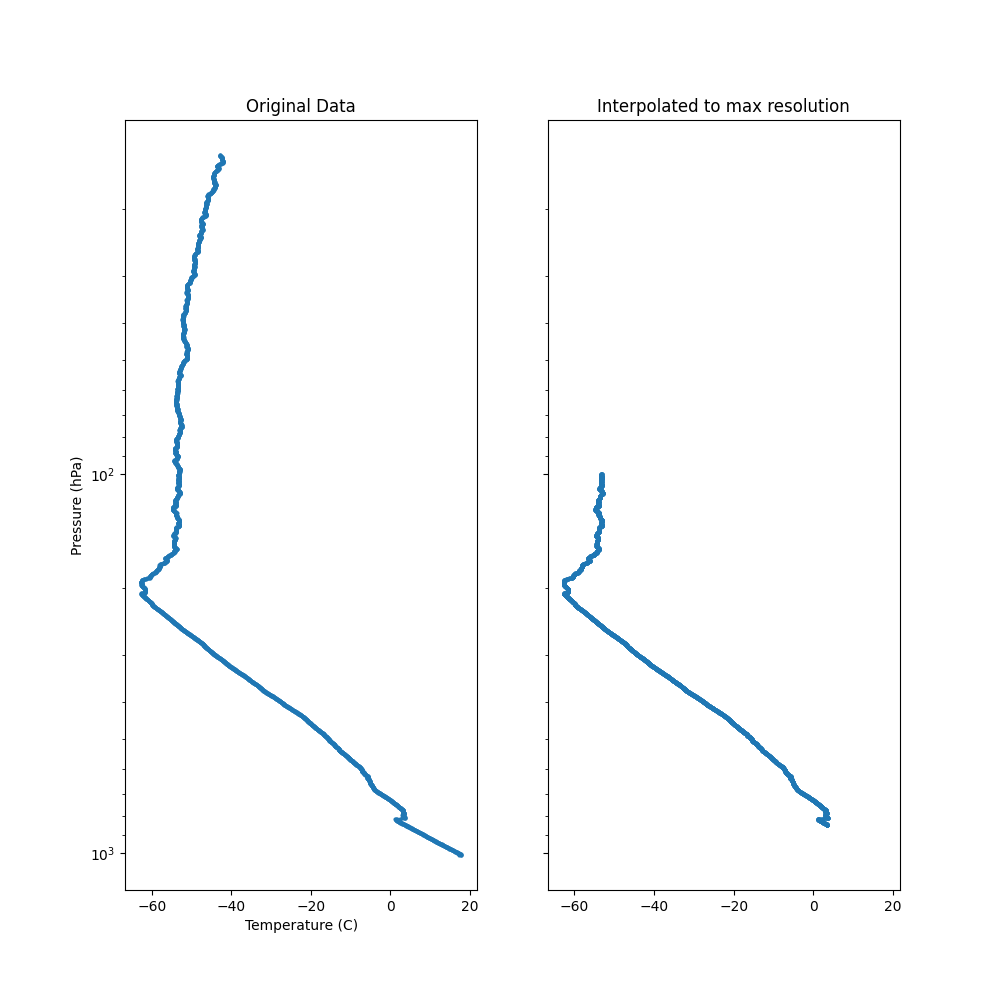 Original Data
Interpolated to max resolution
Pressure (hPa)
10²
10³
−60 −40 −20 0 20
Temperature (C)
−60 −40 −20 0 20